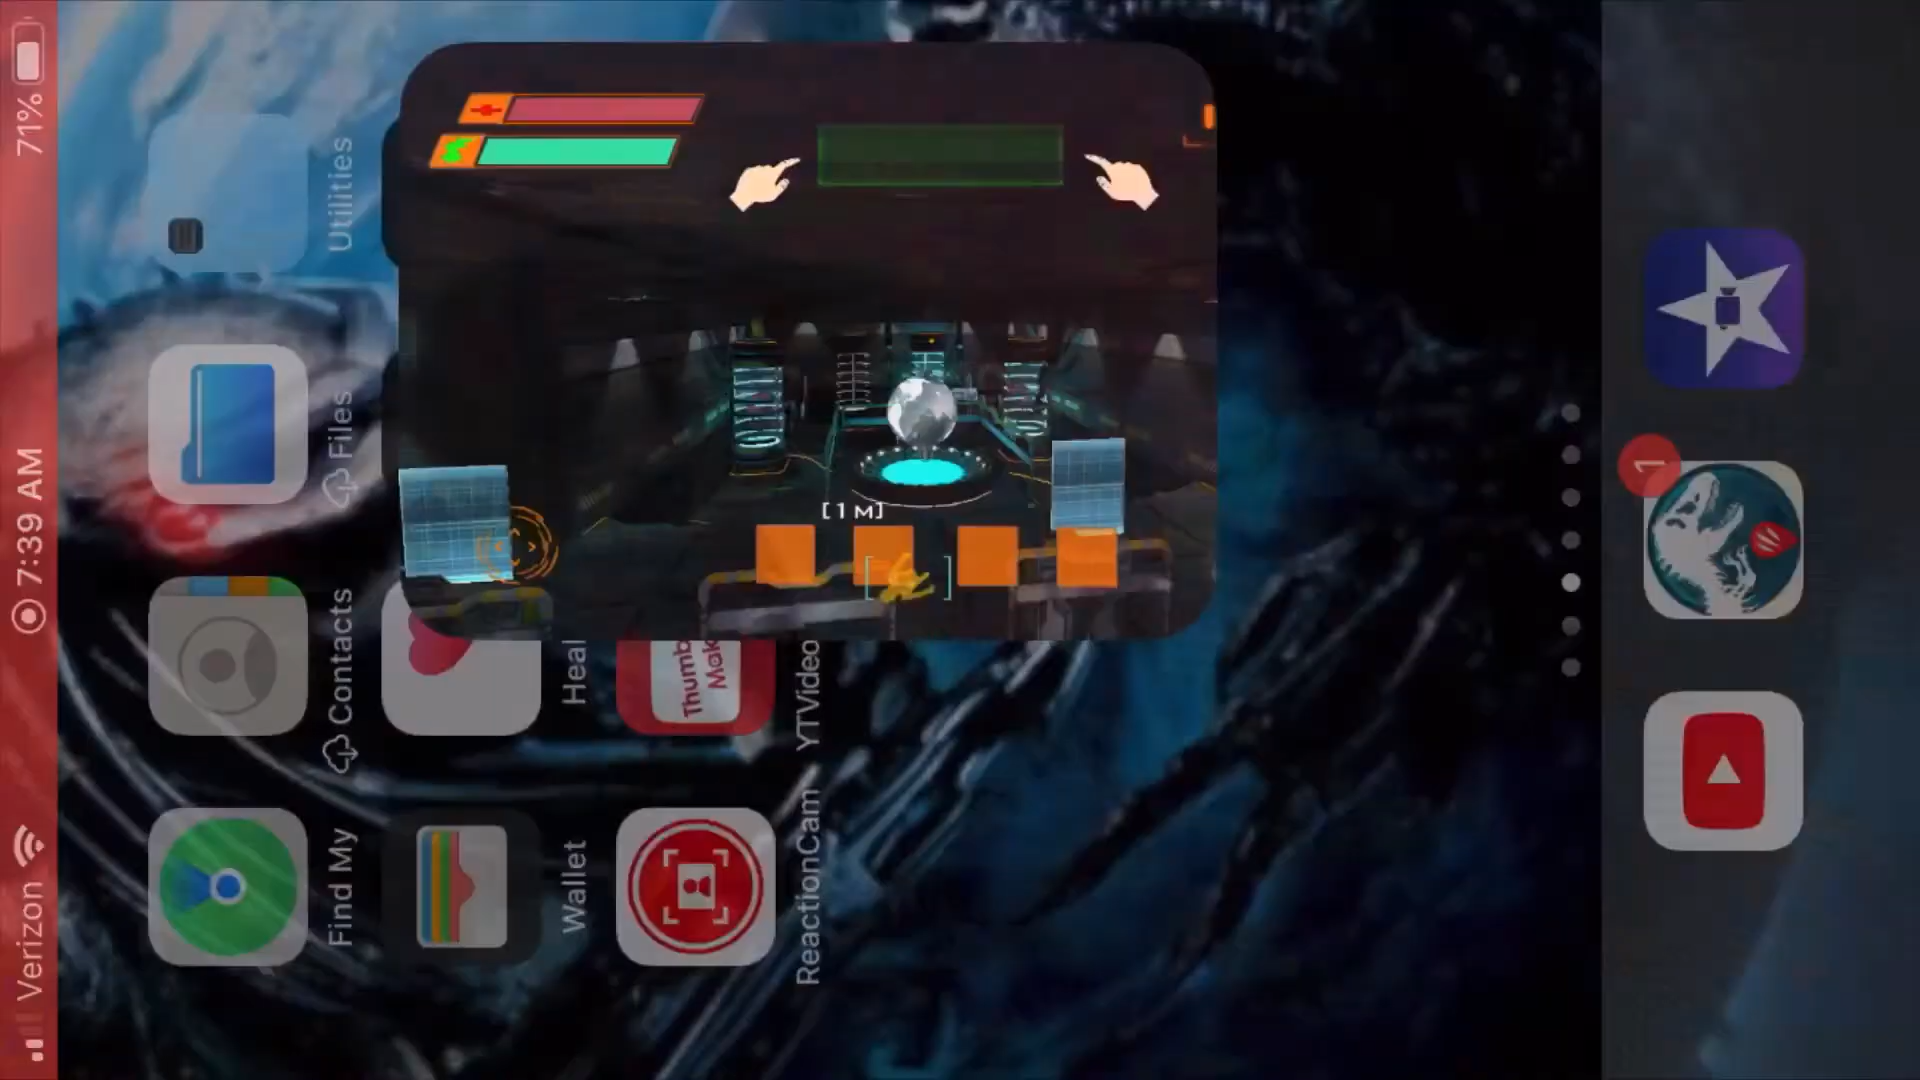 Verizon 7:39 AM 71%
Find My
Contacts
Files
Utilities
Wallet
Heal
ReactionCam
YTVideo
Thumb
Mak
1
[1 M]